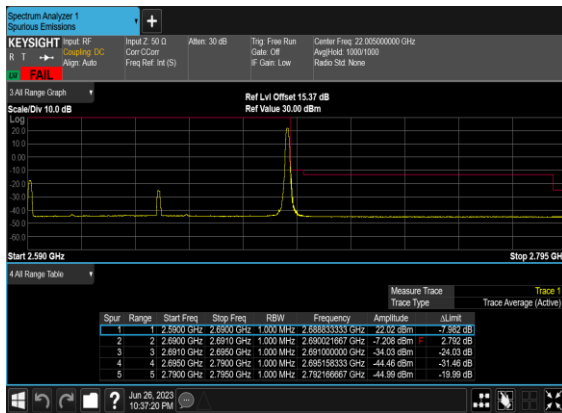 Spectrum Analyzer 1
Spurious Emissions
KEYSIGHT Input: RF Input Z: 50 Ω Atten: 30 dB Trig: Free Run Center Freq: 22.005000000 GHz
R T Coupling: DC Corr CCorr Gate: Off Avg|Hold: 1000/1000
Align: Auto Freq Ref: Int (S) IF Gain: Low Radio Std: None
FAIL
3 All Range Graph
Ref Lvl Offset 15.37 dB
Scale/Div 10.0 dB Ref Value 30.00 dBm
Log
20.0
10.0
0.00
-10.0
-20.0
-30.0
-40.0
-50.0
-60.0
Start 2.590 GHz Stop 2.795 GH
4 All Range Table
Measure Trace Trace 1
Trace Type Trace Average (Active)
Spur Range Start Freq Stop Freq RBW Frequency Amplitude ΔLimit
1 1 2.5900 GHz 2.6900 GHz 1.000 MHz 2.688833333 GHz 22.02 dBm -7.982 dB
2 2 2.6900 GHz 2.6910 GHz 1.000 MHz 2.690021667 GHz -7.208 dBm F 2.792 dB
3 3 2.6910 GHz 2.6950 GHz 1.000 MHz 2.691000000 GHz -34.03 dBm -24.03 dB
4 4 2.6950 GHz 2.7900 GHz 1.000 MHz 2.695158333 GHz -44.46 dBm -31.46 dB
5 5 2.7900 GHz 2.7950 GHz 1.000 MHz 2.792166667 GHz -44.99 dBm -19.99 dB
Jun 26, 2023
10:37:20 PM